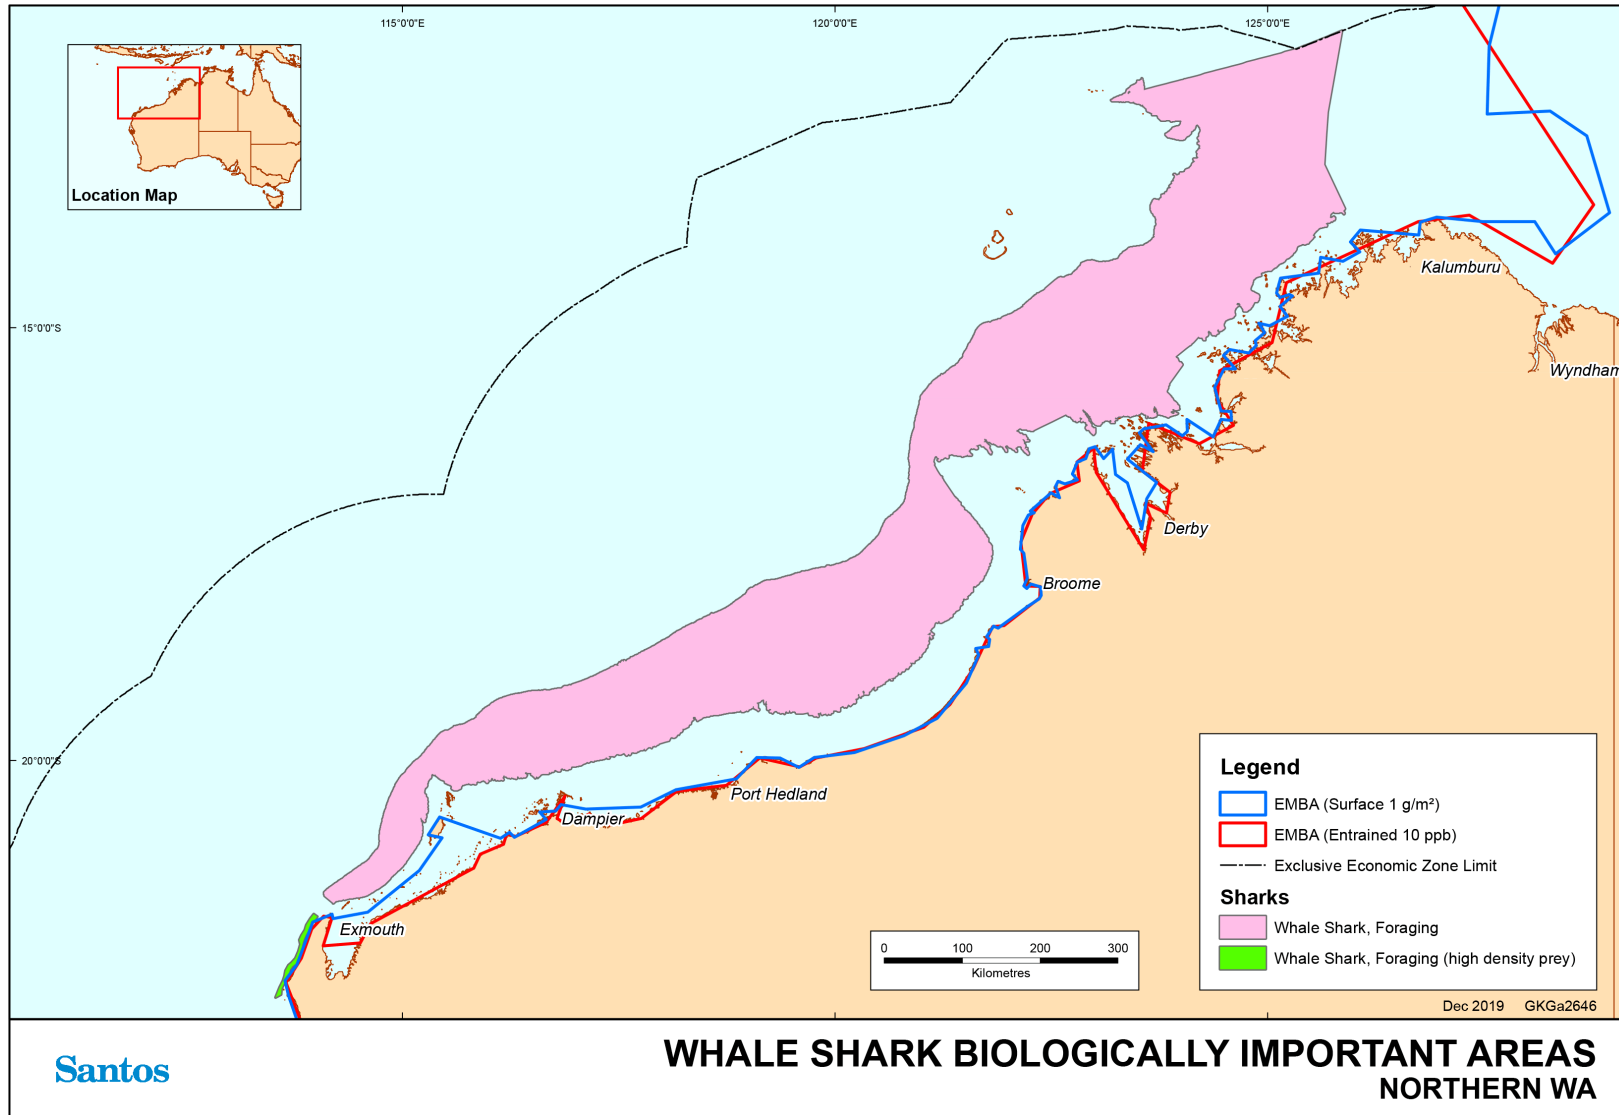 115°0'0"E
120°0'0"E
125°0'0"E
Location Map
15°0'0"S
20°0'0"S
Kalumburu
Wyndham
Derby
Broome
Port Hedland
Dampier
Exmouth
0 100 200 300
Kilometres
Legend
EMBA (Surface 1 g/m²)
EMBA (Entrained 10 ppb)
Exclusive Economic Zone Limit
Sharks
Whale Shark, Foraging
Whale Shark, Foraging (high density prey)
Dec 2019 GKGa2646
Santos
WHALE SHARK BIOLOGICALLY IMPORTANT AREAS
NORTHERN WA